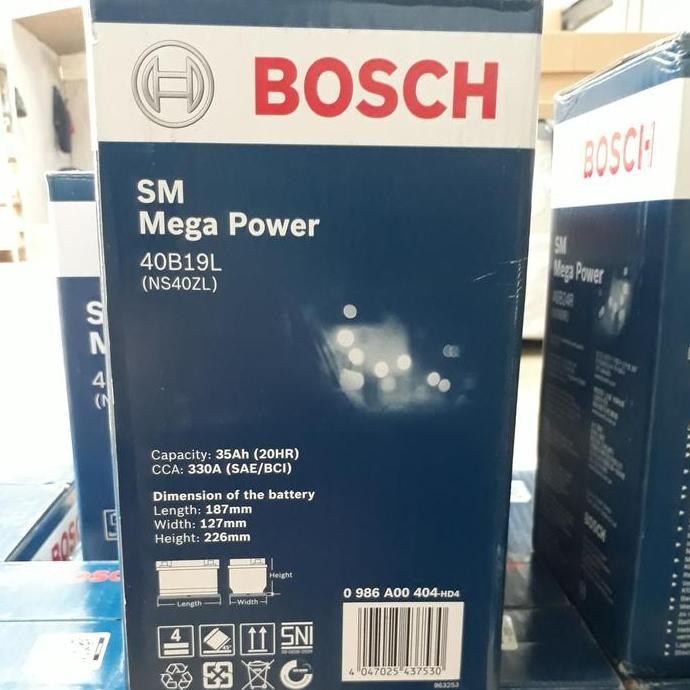 BOSCH
SM
Mega Power
40B19L
(NS40ZL)
Capacity: 35Ah (20HR)
CCA: 330A (SAE/BCI)
Dimension of the battery
Length: 187mm
Width: 127mm
Height: 226mm
Height
Length
Width
0 986 A00 404-HD4
4
SNI
4 047025 437530
963253
BOSCH
SM
Mega Power
40B24R
BOSCH